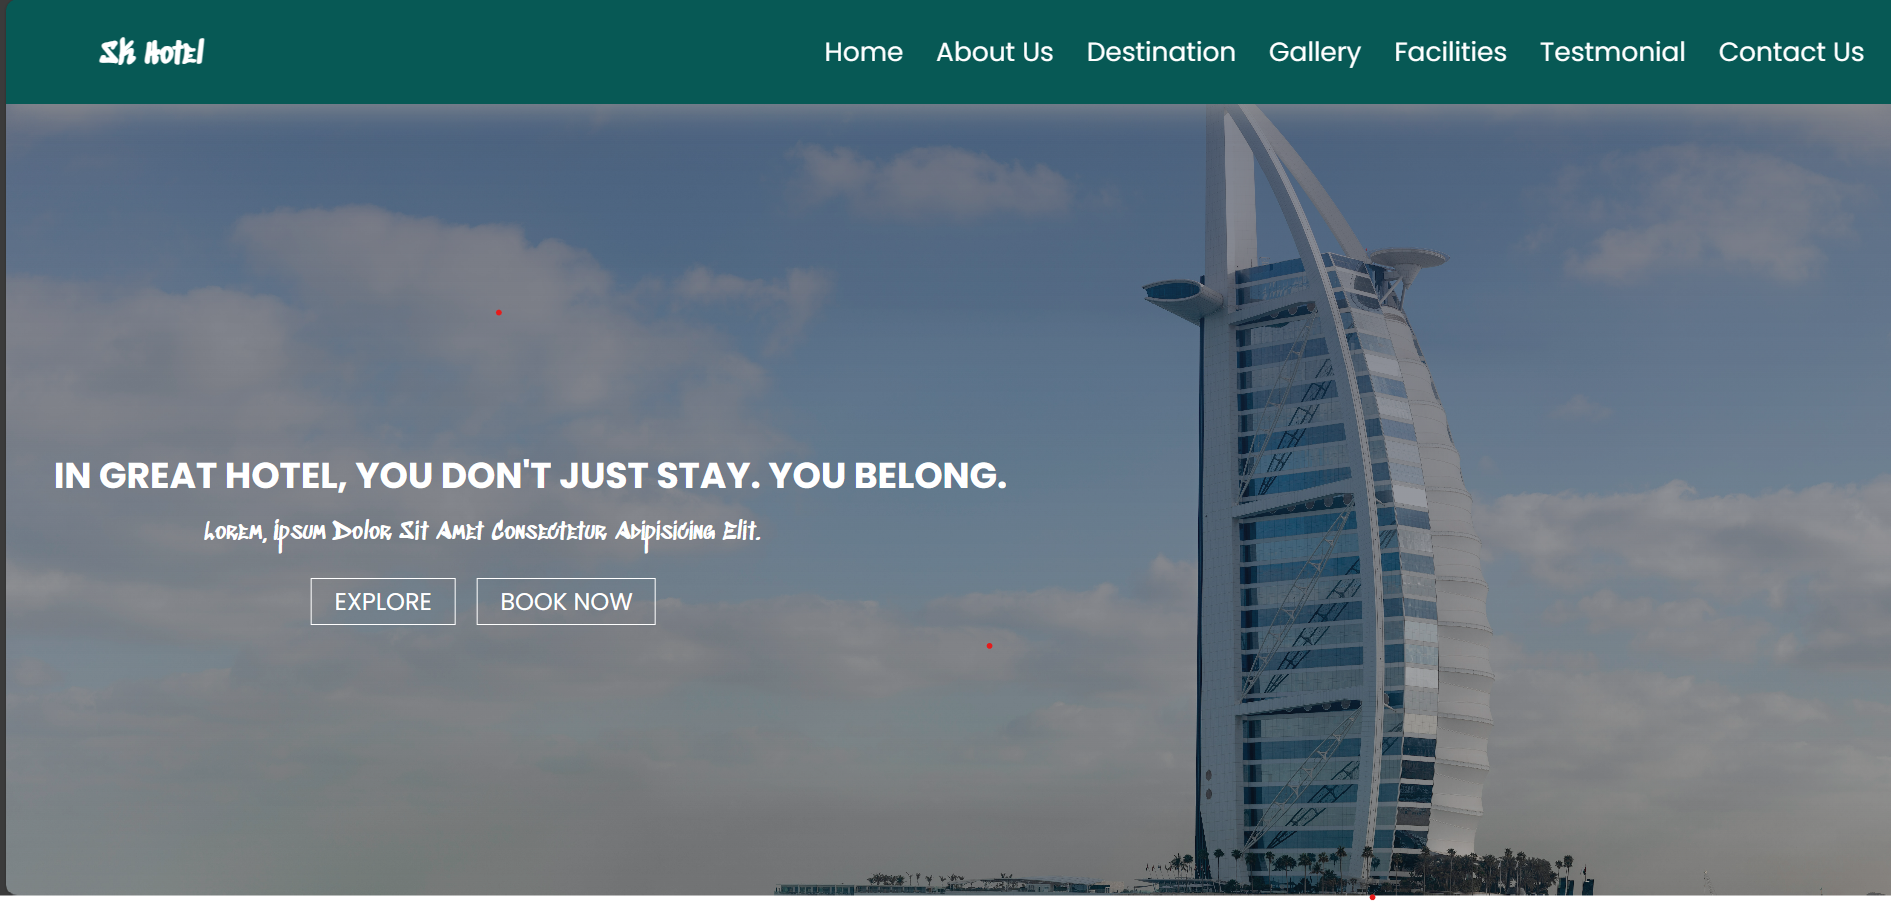 Sk Hotel
Home About Us Destination Gallery Facilities Testmonial Contact Us
IN GREAT HOTEL, YOU DON'T JUST STAY. YOU BELONG.
Lorem, Ipsum Dolor Sit Amet Consectetur Adipisicing Elit.
EXPLORE BOOK NOW